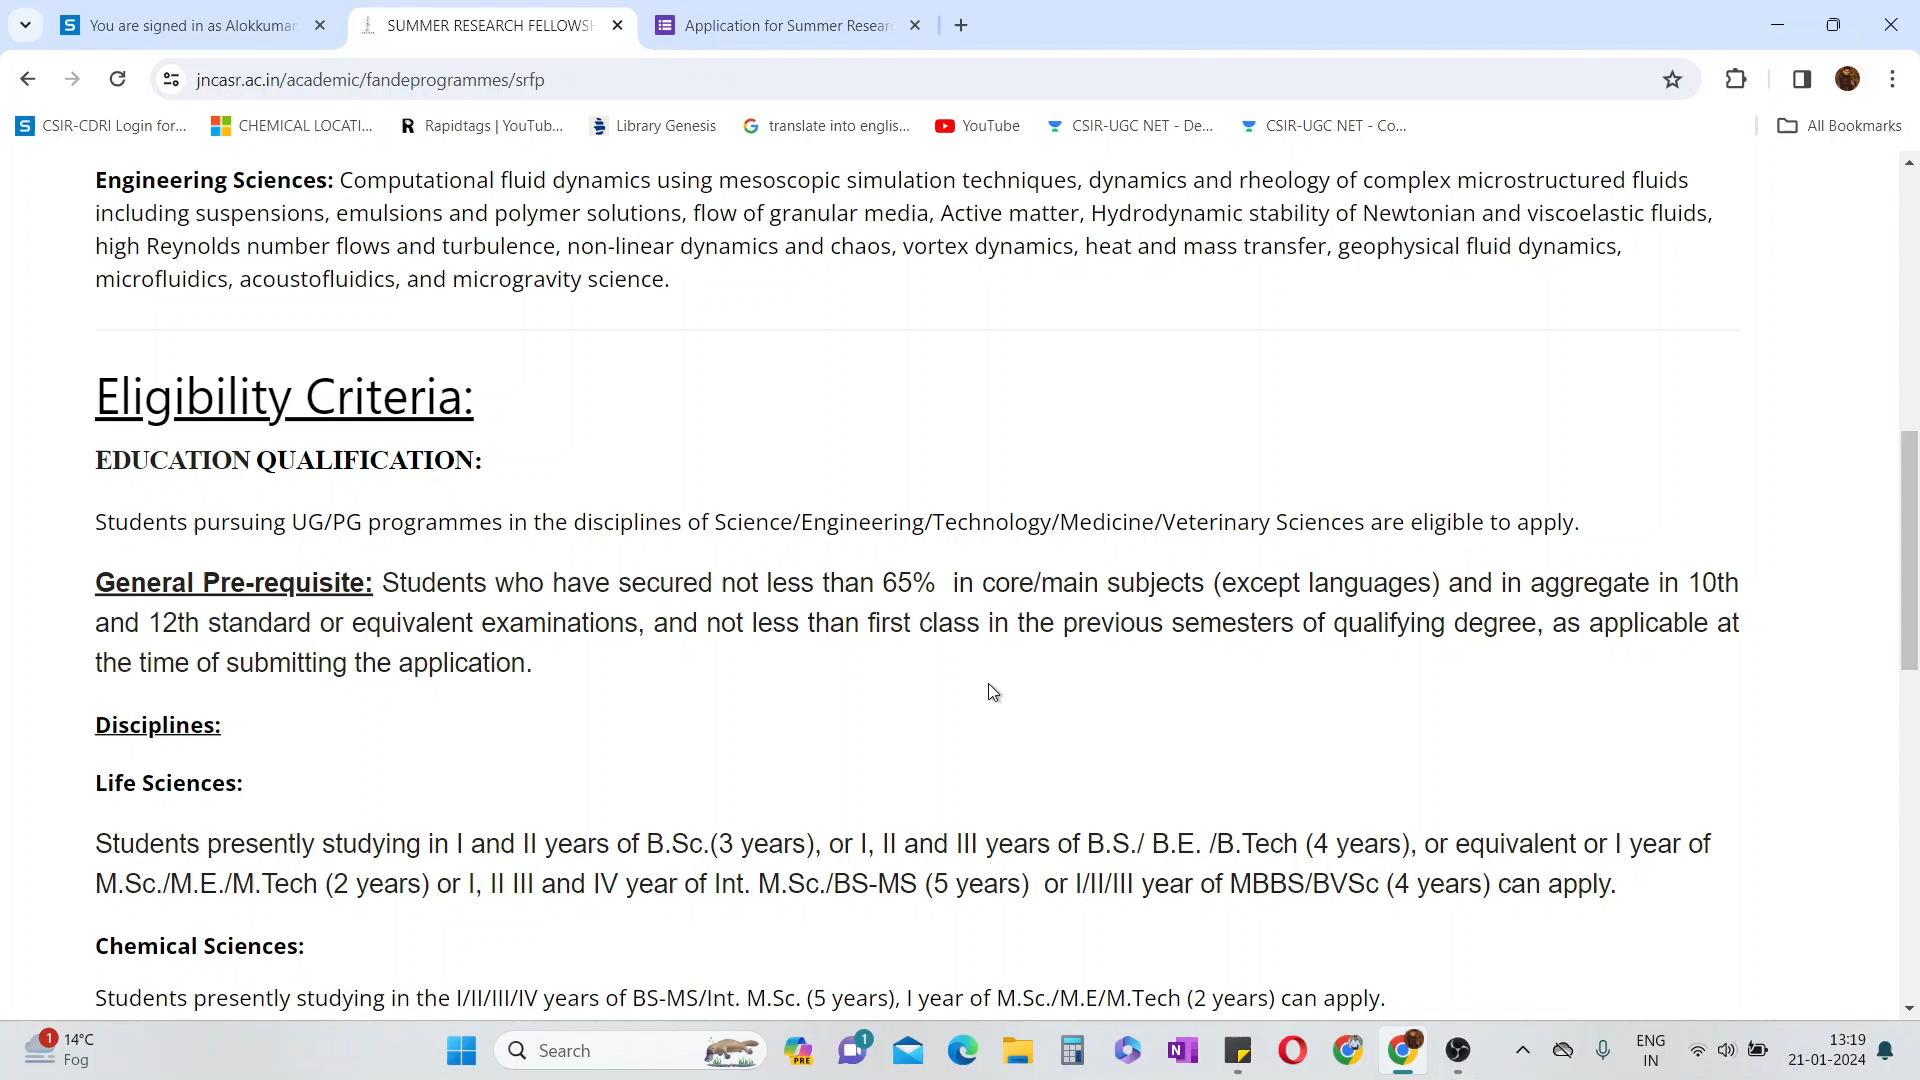 You are signed in as Alokkumar
SUMMER RESEARCH FELLOWSH
Application for Summer Resear
jncasr.ac.in/academic/fandeprogrammes/srfp
CSIR-CDRI Login for...
CHEMICAL LOCATI...
Rapidtags | YouTub...
Library Genesis
translate into englis...
YouTube
CSIR-UGC NET - De...
CSIR-UGC NET - Co...
All Bookmarks
Engineering Sciences: Computational fluid dynamics using mesoscopic simulation techniques, dynamics and rheology of complex microstructured fluids
including suspensions, emulsions and polymer solutions, flow of granular media, Active matter, Hydrodynamic stability of Newtonian and viscoelastic fluids,
high Reynolds number flows and turbulence, non-linear dynamics and chaos, vortex dynamics, heat and mass transfer, geophysical fluid dynamics,
microfluidics, acoustofluidics, and microgravity science.
Eligibility Criteria:
EDUCATION QUALIFICATION:
Students pursuing UG/PG programmes in the disciplines of Science/Engineering/Technology/Medicine/Veterinary Sciences are eligible to apply.
General Pre-requisite: Students who have secured not less than 65% in core/main subjects (except languages) and in aggregate in 10th
and 12th standard or equivalent examinations, and not less than first class in the previous semesters of qualifying degree, as applicable at
the time of submitting the application.
Disciplines:
Life Sciences:
Students presently studying in I and II years of B.Sc.(3 years), or I, II and III years of B.S./ B.E. /B.Tech (4 years), or equivalent or I year of
M.Sc./M.E./M.Tech (2 years) or I, II III and IV year of Int. M.Sc./BS-MS (5 years) or I/II/III year of MBBS/BVSc (4 years) can apply.
Chemical Sciences:
Students presently studying in the I/II/III/IV years of BS-MS/Int. M.Sc. (5 years), I year of M.Sc./M.E/M.Tech (2 years) can apply.
1
14°C
Fog
Search
PRE
1
ENG
IN
13:19
21-01-2024